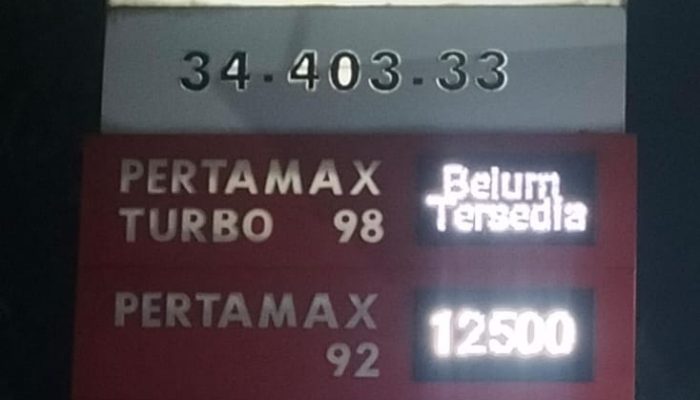 34.403.33
PERTAMAX
TURBO 98
Belum
Tersedia
PERTAMAX
92
12500